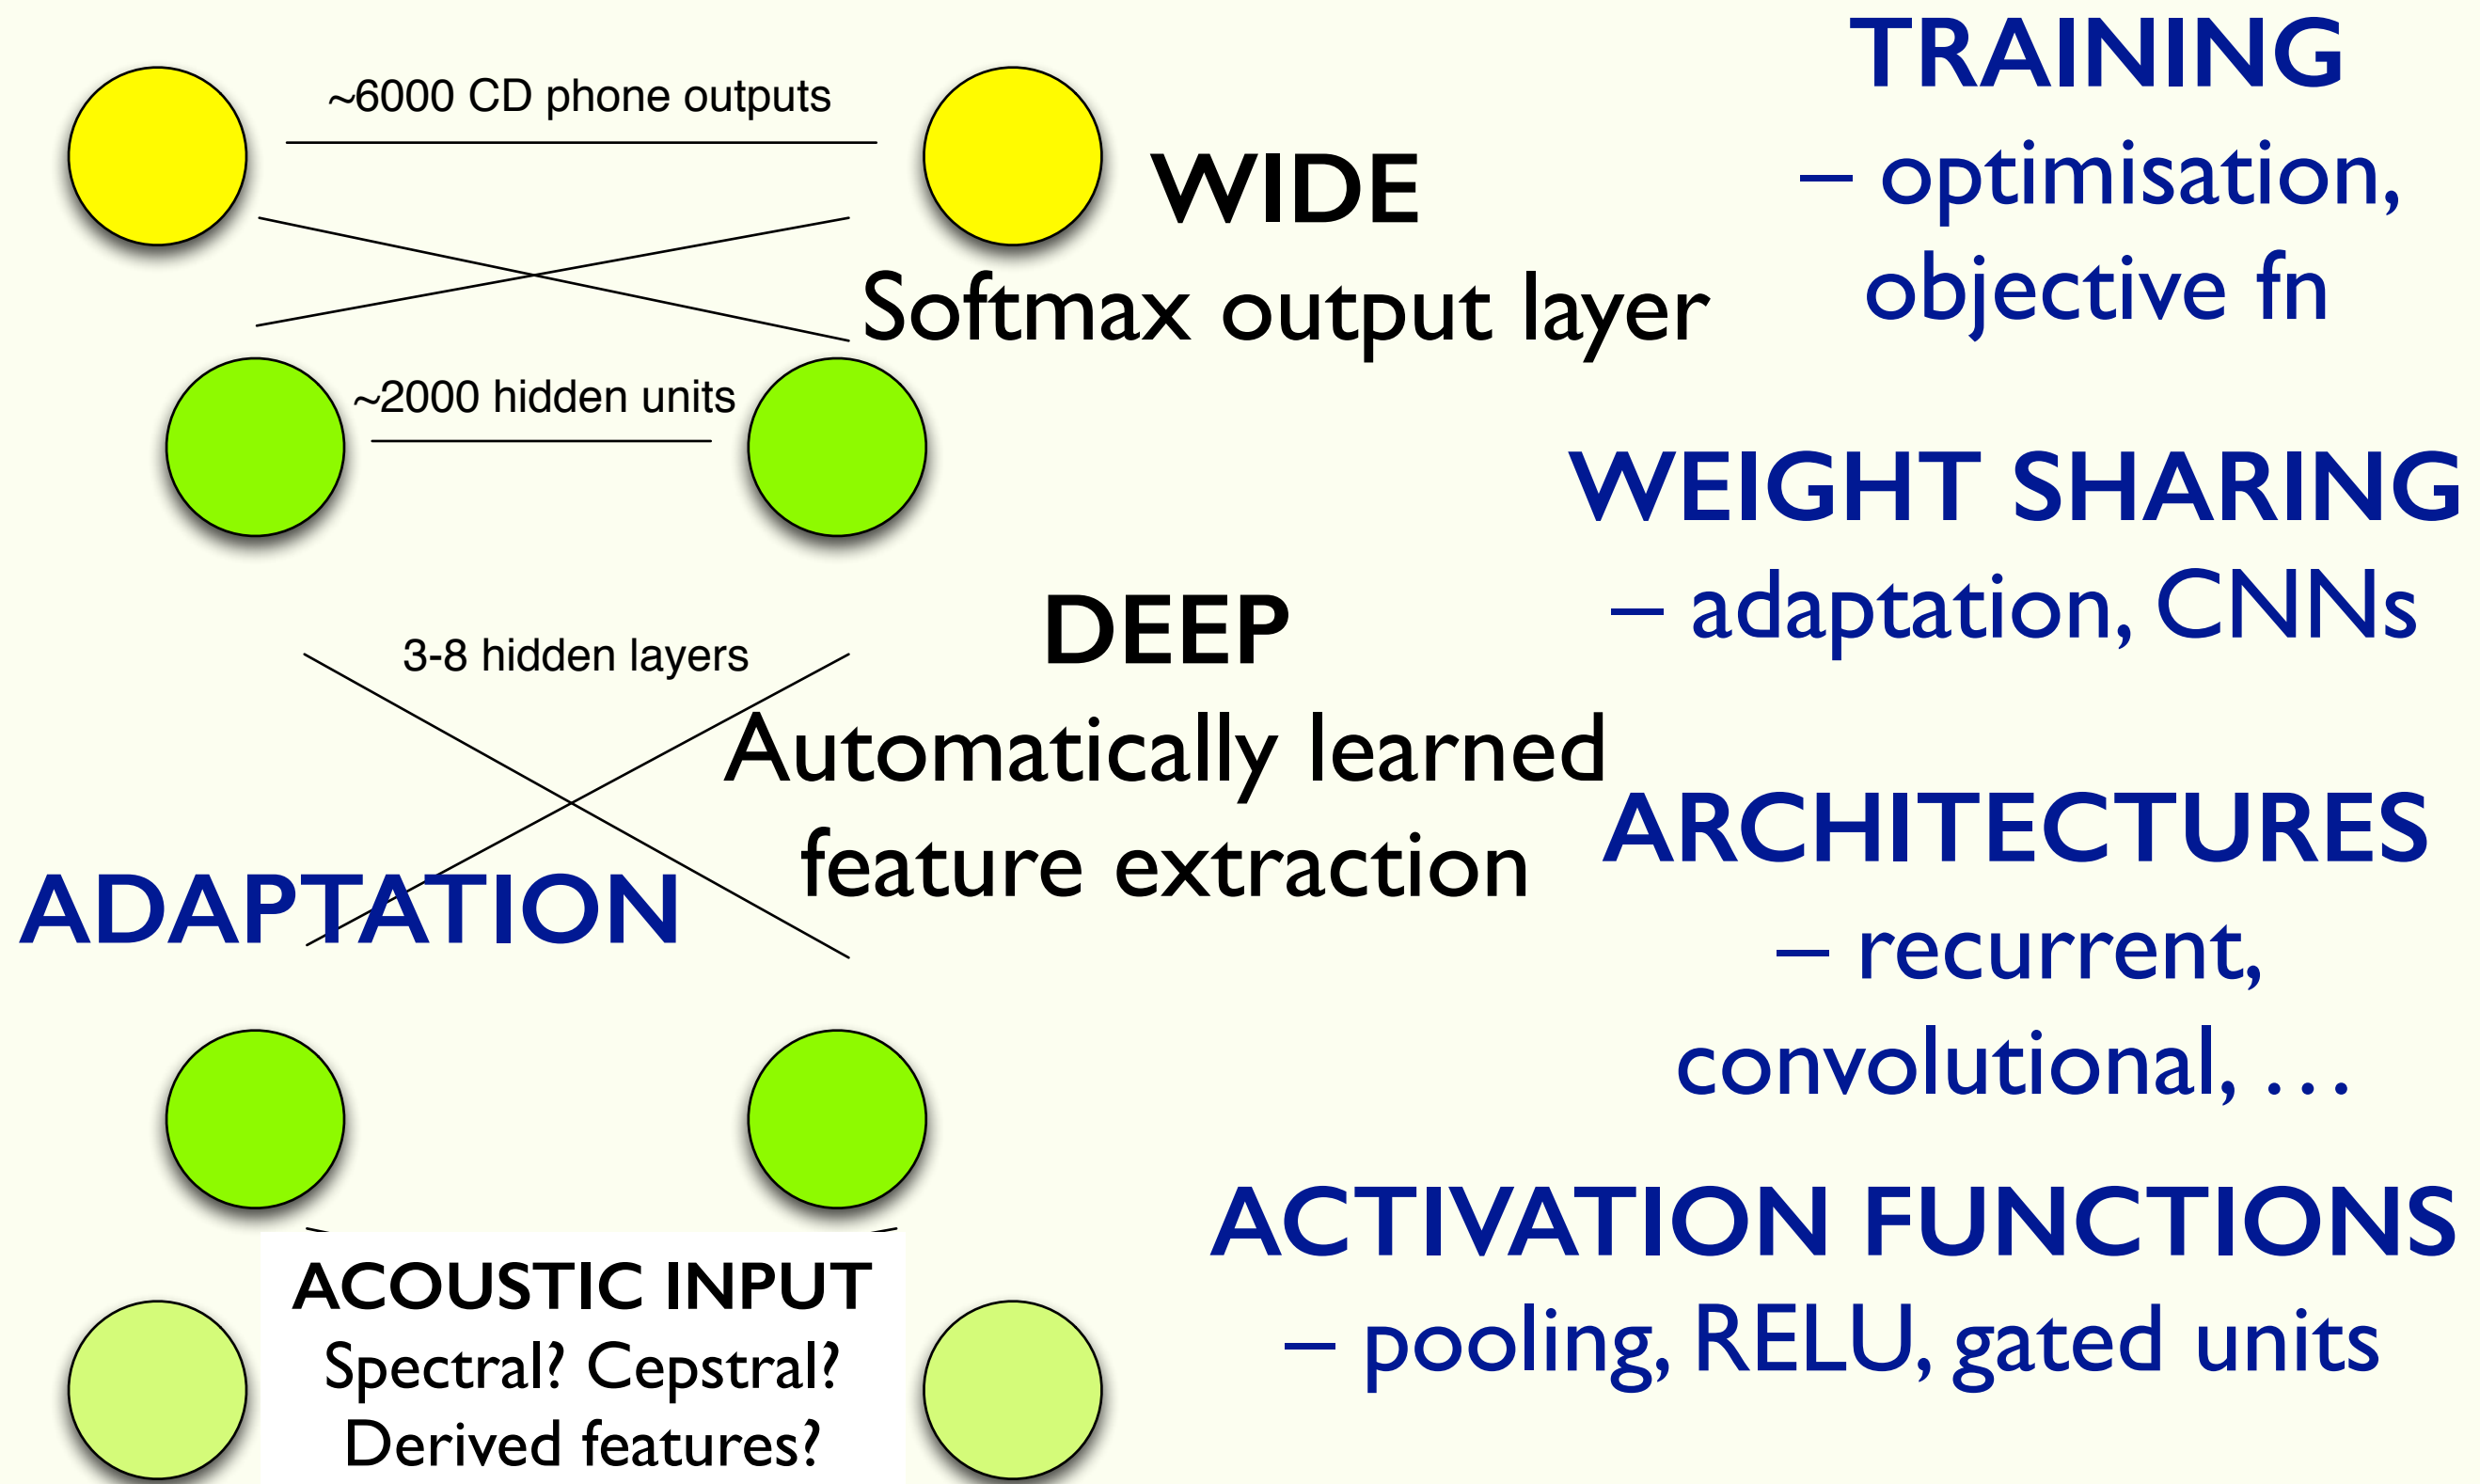 ~6000 CD phone outputs
WIDE
Softmax output layer
~2000 hidden units
3-8 hidden layers
DEEP
Automatically learned
feature extraction
ADAPTATION
ACOUSTIC INPUT
Spectral? Cepstral?
Derived features?
TRAINING
– optimisation,
objective fn
WEIGHT SHARING
– adaptation, CNNs
ARCHITECTURES
– recurrent,
convolutional, …
ACTIVATION FUNCTIONS
– pooling, RELU, gated units